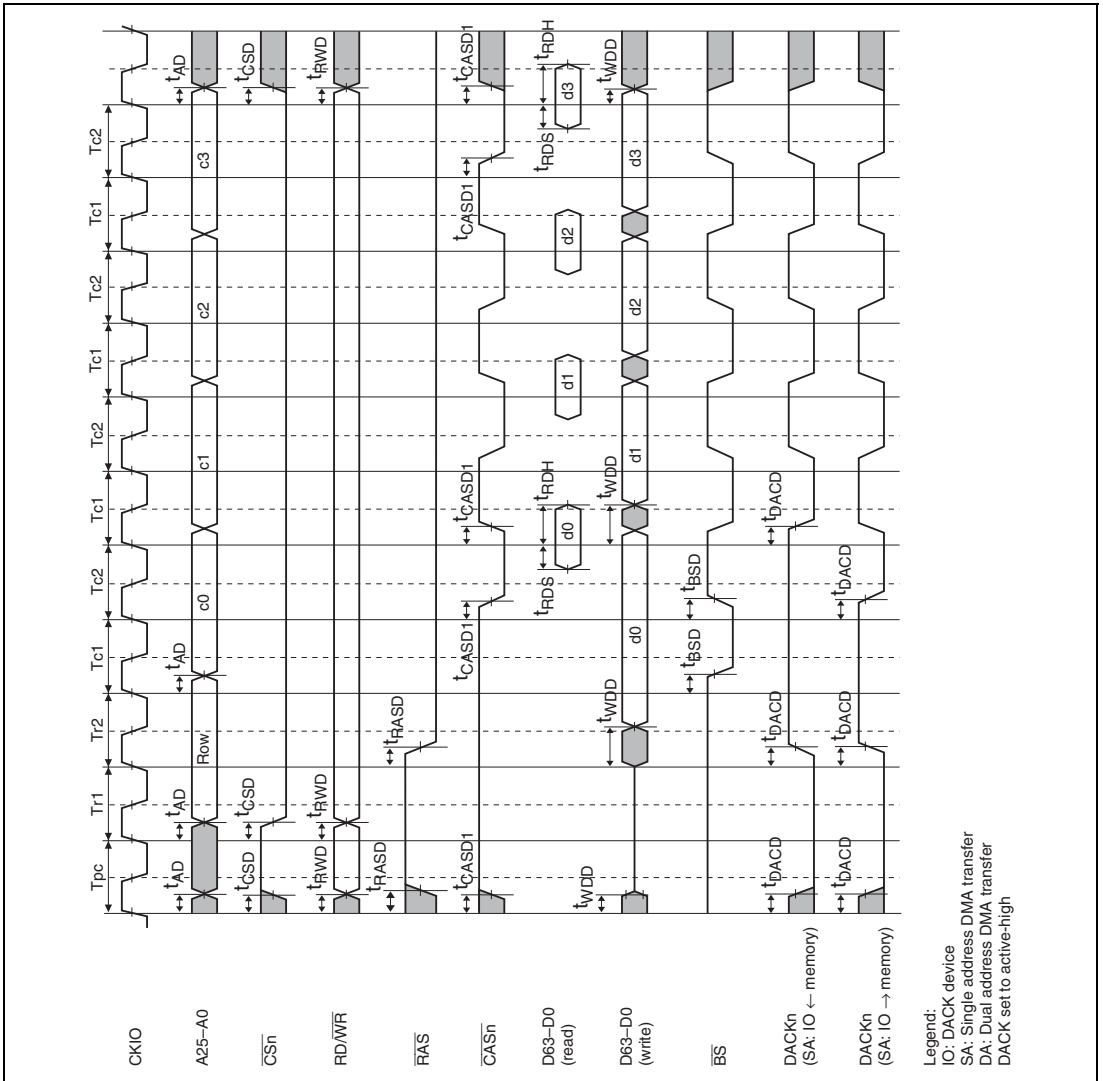 Tpc Tr1 Tr2 Tc1 Tc2 Tc1 Tc2 Tc1 Tc2 Tc1 Tc2
CKIO
tAD tAD tAD tAD
A25–A0 Row c0 c1 c2 c3
tCSD tCSD tCSD
CSn
tRWD tRWD tRWD
RD/WR
tRASD tRASD
RAS
tCASD1 tCASD1 tCASD1 tCASD1 tCASD1
CASn
tRDS tRDH tRDS tRDH
D63–D0 d0 d1 d2 d3
(read)
tWDD tWDD tWDD tWDD
D63–D0 d0 d1 d2 d3
(write)
tBSD tBSD
BS
tDACD tDACD tDACD
DACKn
(SA: IO ← memory)
tDACD tDACD tDACD
DACKn
(SA: IO → memory)
Legend:
IO: DACK device
SA: Single address DMA transfer
DA: Dual address DMA transfer
DACK set to active-high